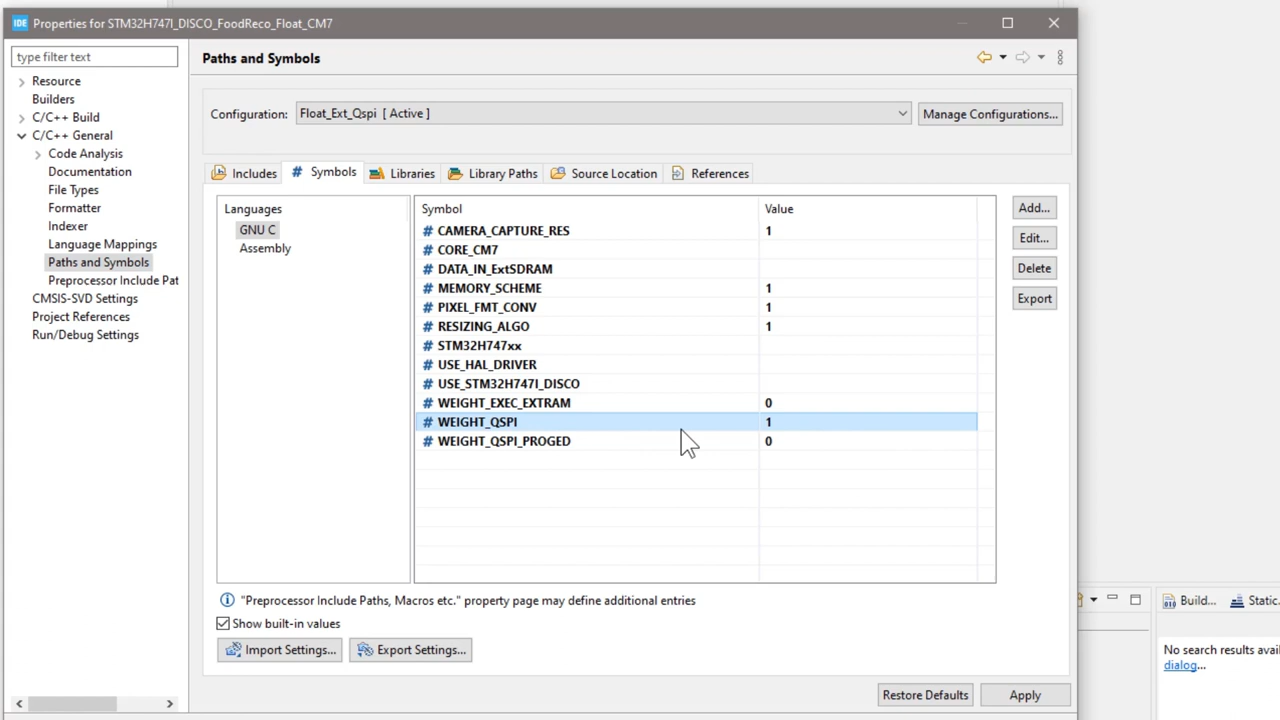 IDE Properties for STM32H747I_DISCO_FoodReco_Float_CM7
type filter text
Resource
Builders
C/C++ Build
C/C++ General
Code Analysis
Documentation
File Types
Formatter
Indexer
Language Mappings
Paths and Symbols
Preprocessor Include Pat
CMSIS-SVD Settings
Project References
Run/Debug Settings
Paths and Symbols
Configuration: Float_Ext_Qspi [ Active ] Manage Configurations...
Includes # Symbols Libraries Library Paths Source Location References
Languages
GNU C
Assembly
Symbol Value
# CAMERA_CAPTURE_RES 1
# CORE_CM7
# DATA_IN_ExtSDRAM
# MEMORY_SCHEME 1
# PIXEL_FMT_CONV 1
# RESIZING_ALGO 1
# STM32H747xx
# USE_HAL_DRIVER
# USE_STM32H747I_DISCO
# WEIGHT_EXEC_EXTRAM 0
# WEIGHT_QSPI 1
# WEIGHT_QSPI_PROGED 0
Add...
Edit...
Delete
Export
"Preprocessor Include Paths, Macros etc." property page may define additional entries
Show built-in values
Import Settings... Export Settings...
Restore Defaults Apply
Build... Static
No search results avai
dialog...